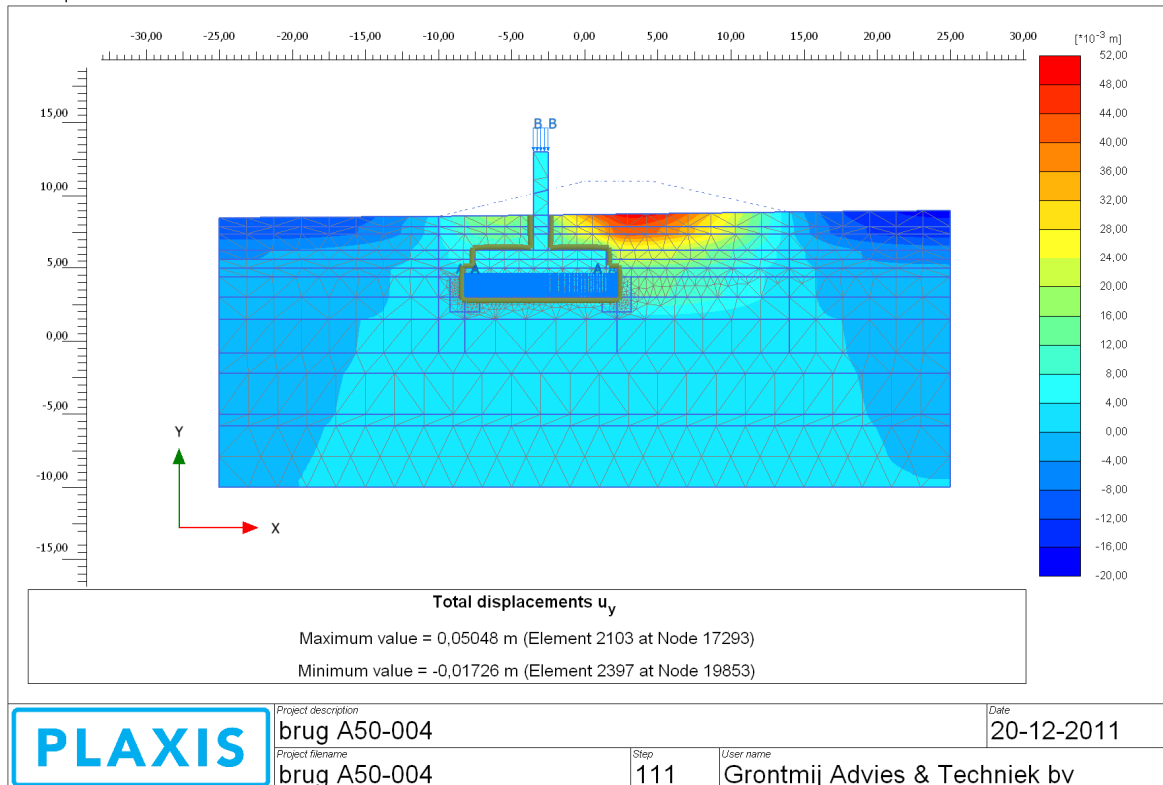 -30,00 -25,00 -20,00 -15,00 -10,00 -5,00 0,00 5,00 10,00 15,00 20,00 25,00 30,00
[*10-3 m]
52,00
48,00
44,00
40,00
36,00
32,00
28,00
24,00
20,00
16,00
12,00
8,00
4,00
0,00
-4,00
-8,00
-12,00
-16,00
-20,00
15,00
10,00
5,00
0,00
-5,00
-10,00
-15,00
B B
A A
A A
Y
X
Total displacements uy
Maximum value = 0,05048 m (Element 2103 at Node 17293)
Minimum value = -0,01726 m (Element 2397 at Node 19853)
PLAXIS
Project description
brug A50-004
Date
20-12-2011
Project filename
brug A50-004
Step
111
User name
Grontmij Advies & Techniek bv